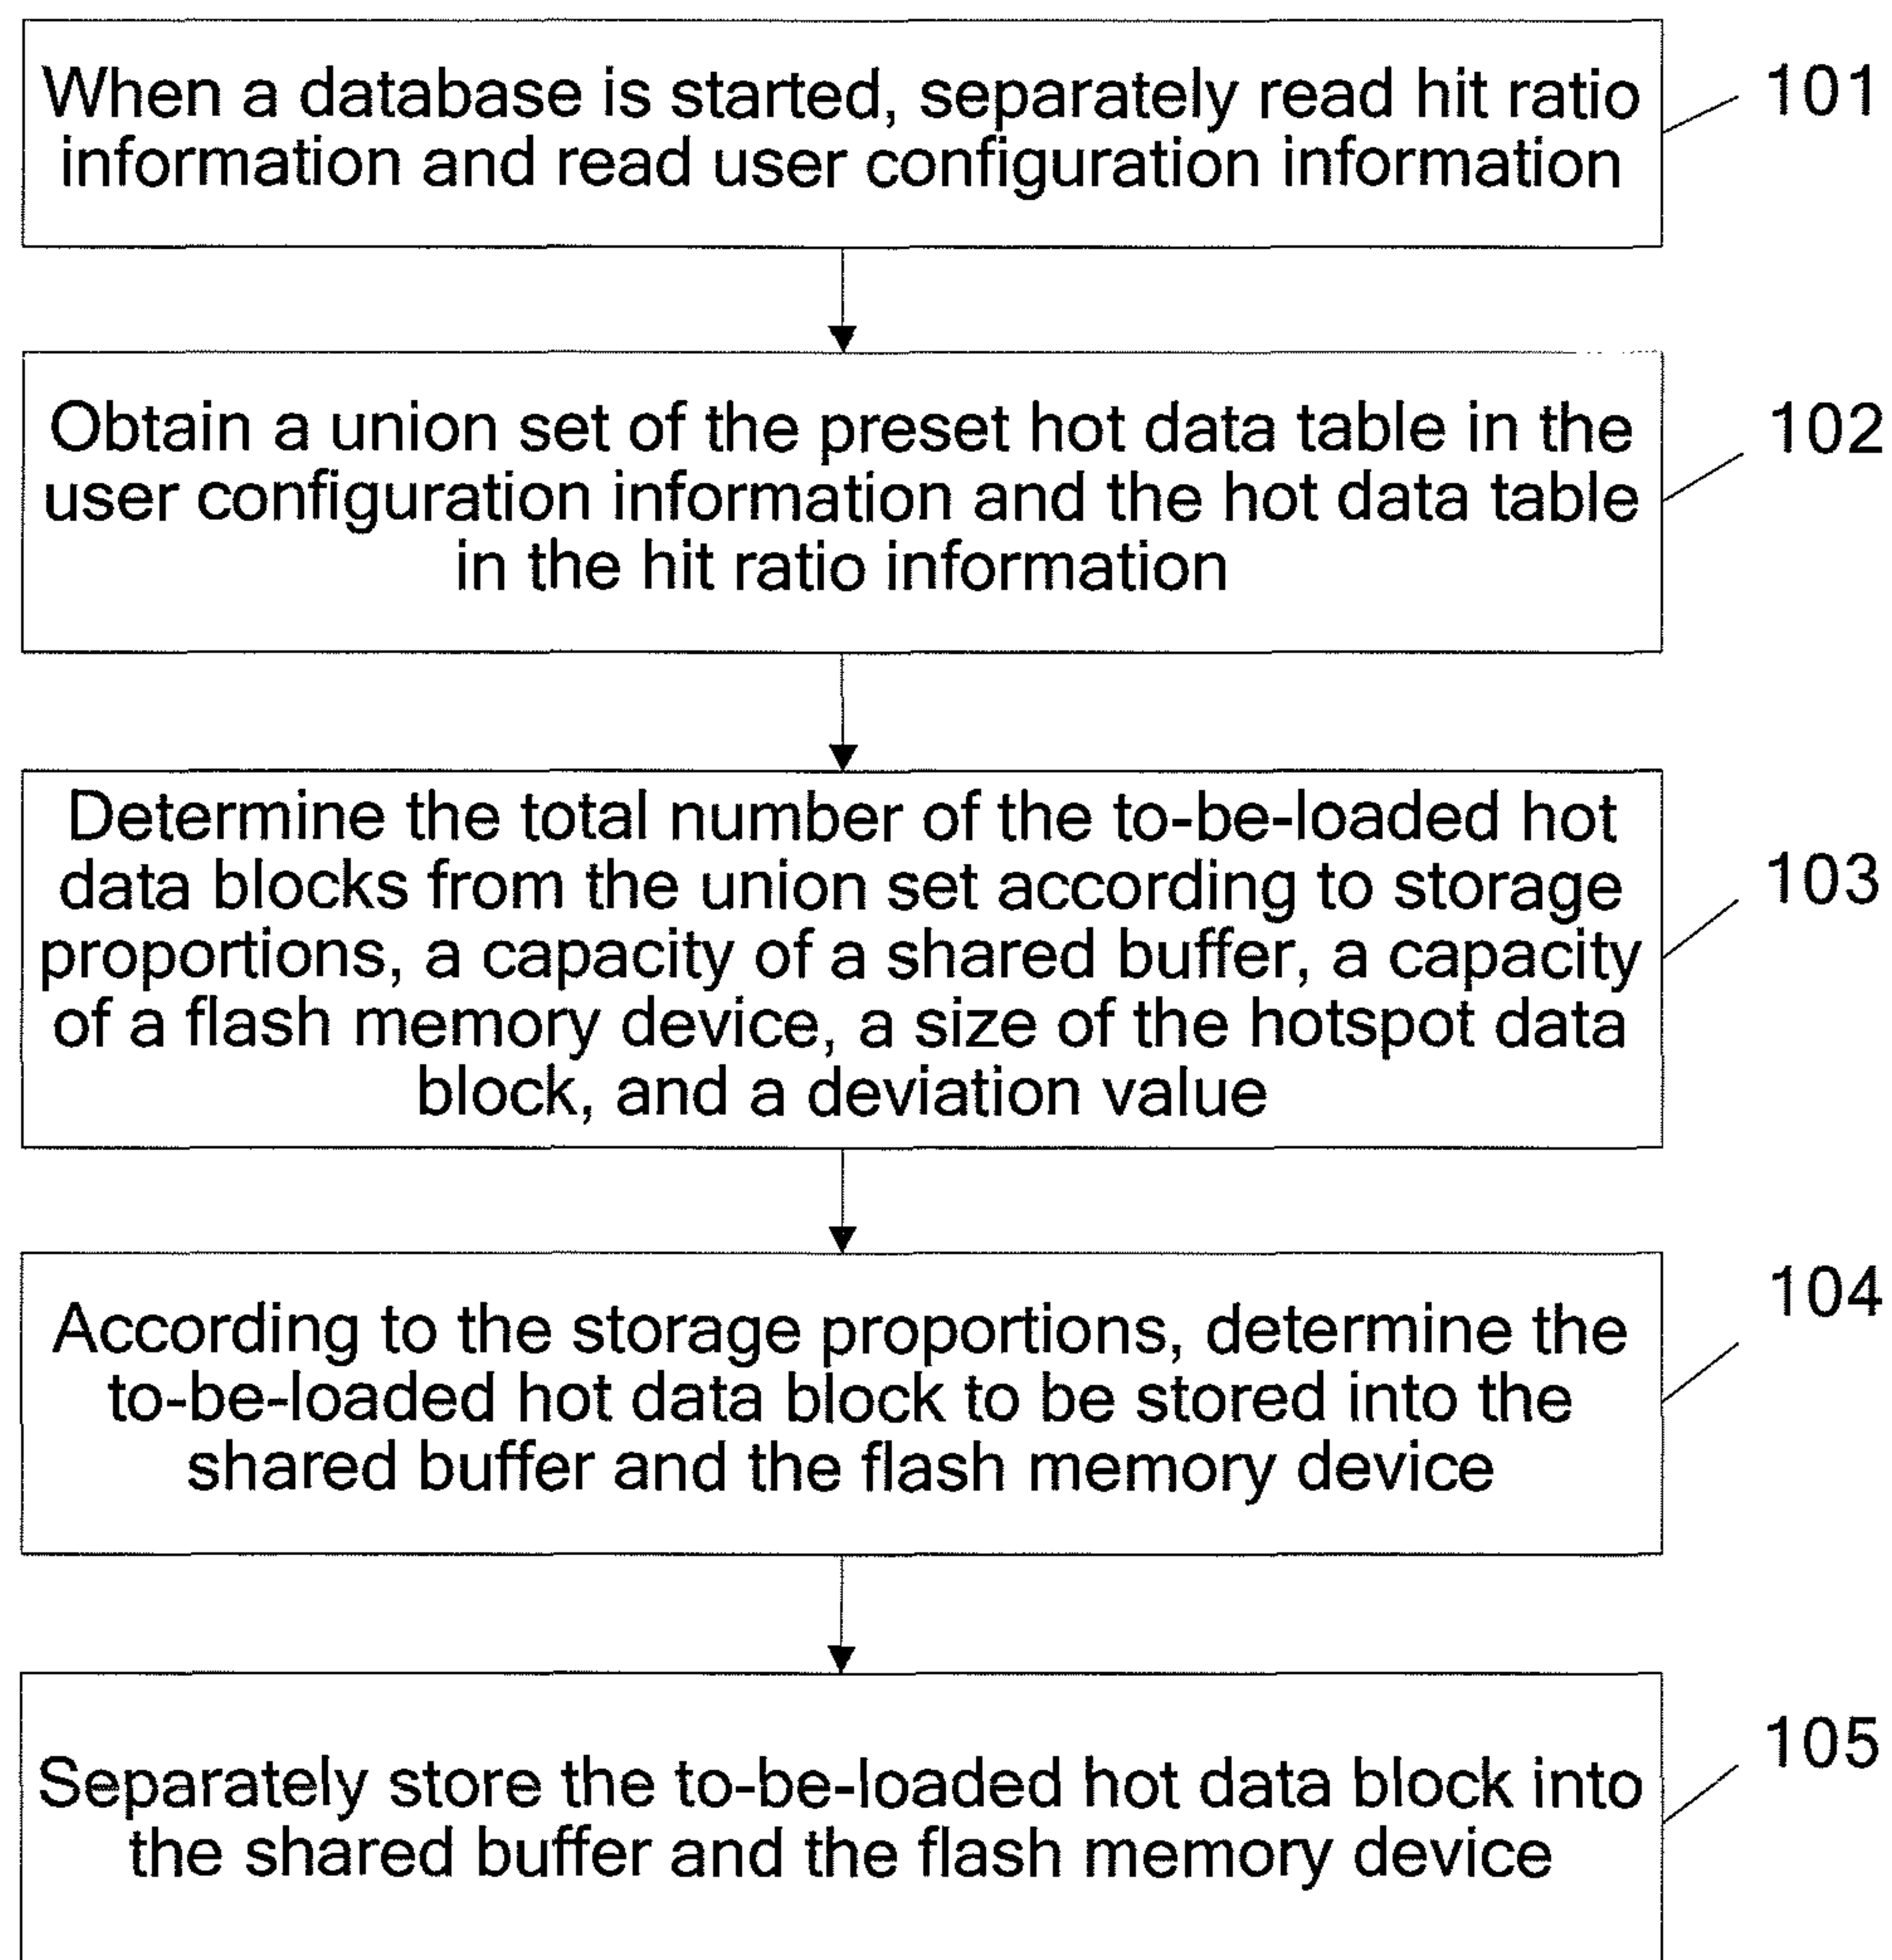 When a database is started, separately read hit ratio
information and read user configuration information
101
Obtain a union set of the preset hot data table in the
user configuration information and the hot data table
in the hit ratio information
102
Determine the total number of the to-be-loaded hot
data blocks from the union set according to storage
proportions, a capacity of a shared buffer, a capacity
of a flash memory device, a size of the hotspot data
block, and a deviation value
103
According to the storage proportions, determine the
to-be-loaded hot data block to be stored into the
shared buffer and the flash memory device
104
Separately store the to-be-loaded hot data block into
the shared buffer and the flash memory device
105